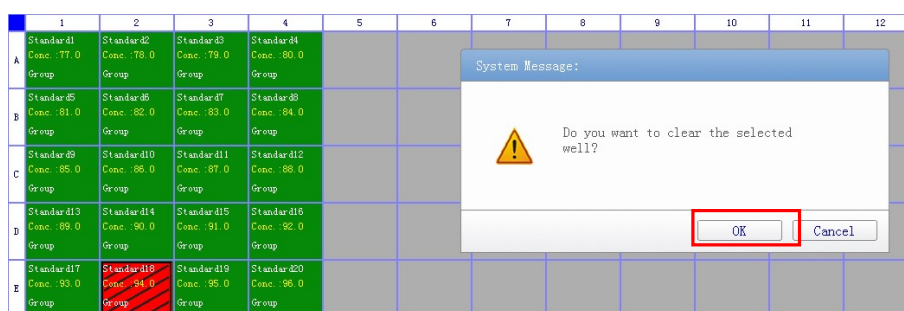 1 2 3 4 5 6 7 8 9 10 11 12
A
Standard1 Standard2 Standard3 Standard4
Conc. :77.0 Conc. :78.0 Conc. :79.0 Conc. :80.0
Group Group Group Group
B
Standard5 Standard6 Standard7 Standard8
Conc. :81.0 Conc. :82.0 Conc. :83.0 Conc. :84.0
Group Group Group Group
C
Standard9 Standard10 Standard11 Standard12
Conc. :85.0 Conc. :86.0 Conc. :87.0 Conc. :88.0
Group Group Group Group
D
Standard13 Standard14 Standard15 Standard16
Conc. :89.0 Conc. :90.0 Conc. :91.0 Conc. :92.0
Group Group Group Group
E
Standard17 Standard18 Standard19 Standard20
Conc. :93.0 Conc. :94.0 Conc. :95.0 Conc. :96.0
Group Group Group Group
System Message:
Do you want to clear the selected
well?
OK Cancel